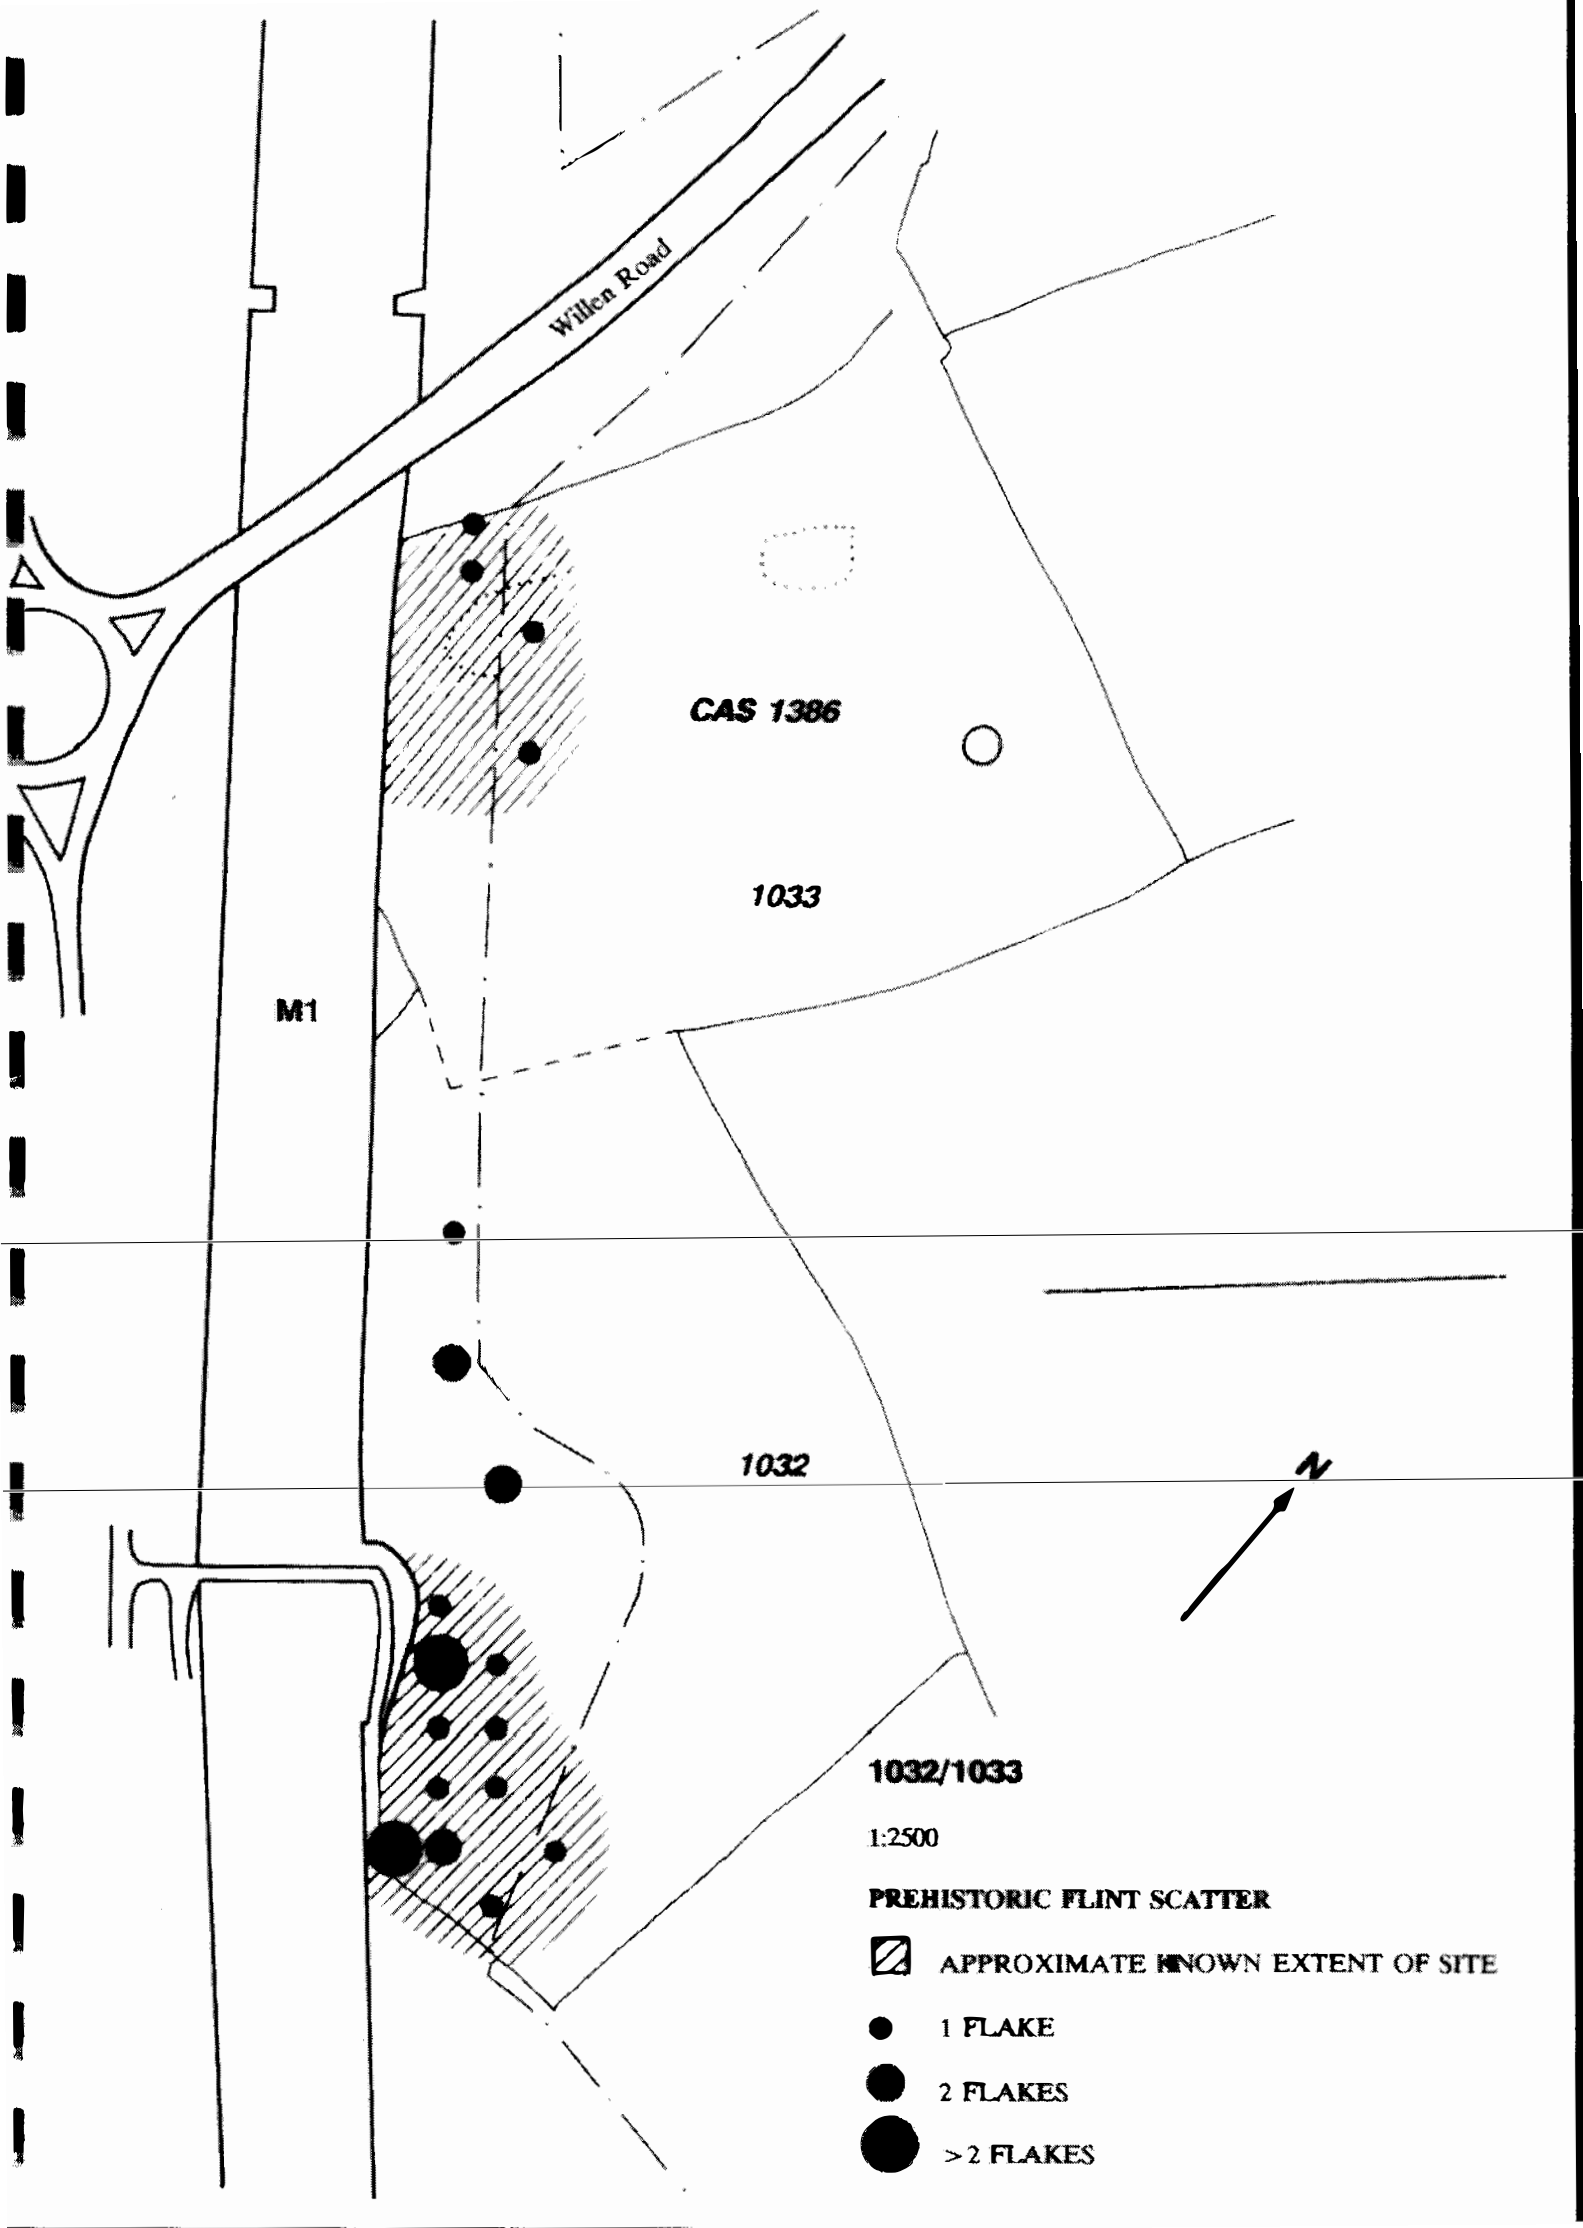 Willen Road
CAS 1386
1033
M1
1032
N
1032/1033
1:2500
PREHISTORIC FLINT SCATTER
APPROXIMATE KNOWN EXTENT OF SITE
1 FLAKE
2 FLAKES
>2 FLAKES